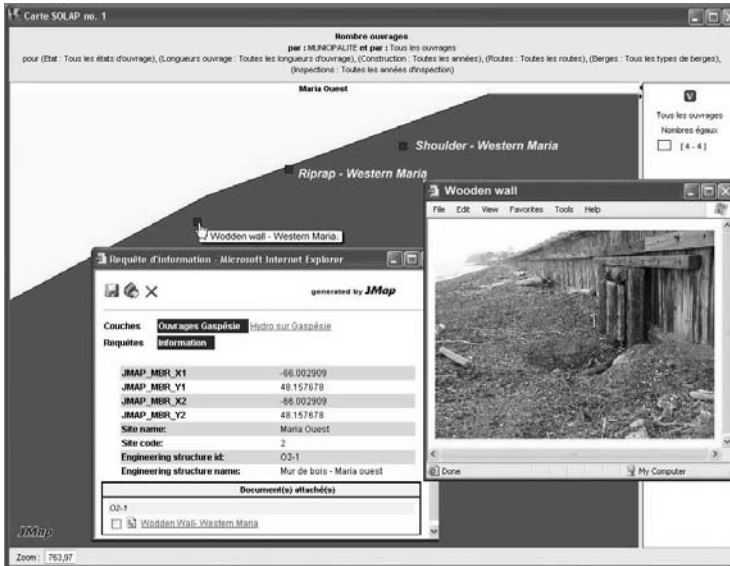 Carte SOLAP no. 1
Nombre ouvrages
par : MUNICIPALITE et par : Tous les ouvrages
pour (Etat : Tous les états d'ouvrage), (Longueurs ouvrage : Toutes les longueurs d'ouvrage), (Construction : Toutes les années), (Routes : Toutes les routes), (Berges : Tous les types de berges),
(Inspections : Toutes les années d'inspection)
Maria Ouest
V
Tous les ouvrages
Nombres égaux
[ 4 - 4 ]
Shoulder - Western Maria
Riprap - Western Maria
Wodden wall - Western Maria.
Wooden wall
File Edit View Favorites Tools Help
Done
My Computer
Requête d'information - Microsoft Internet Explorer
generated by JMap
Couches Ouvrages Gaspésie Hydro sur Gaspésie
Requêtes Information
JMAP_MBR_X1 -66.002909
JMAP_MBR_Y1 48.157678
JMAP_MBR_X2 -66.002909
JMAP_MBR_Y2 48.157678
Site name: Maria Ouest
Site code: 2
Engineering structure id: O2-1
Engineering structure name: Mur de bois - Maria ouest
Document(s) attaché(s)
O2-1
Wodden Wall- Western Maria
JMap
Zoom : 763,97